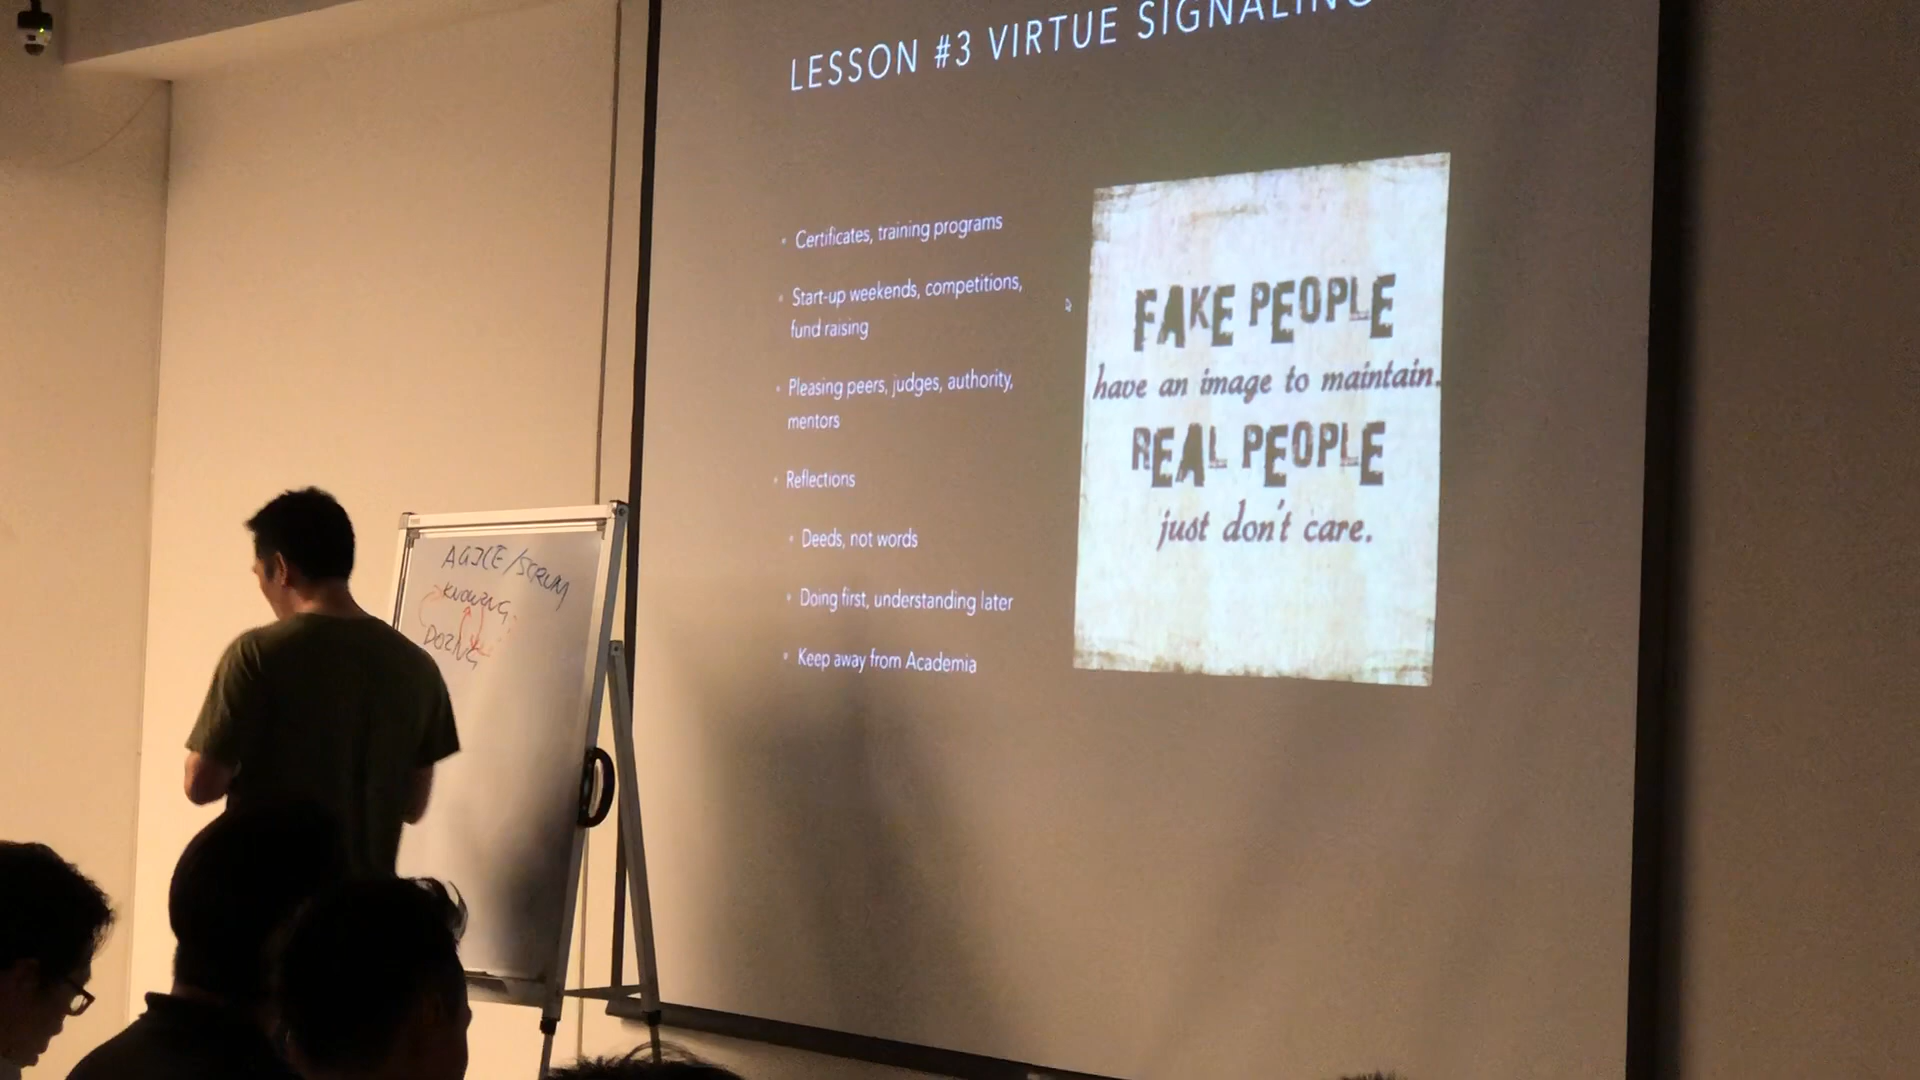 LESSON #3 VIRTUE SIGNALING
Certificates, training programs
Start-up weekends, competitions,
fund raising
Pleasing peers, judges, authority,
mentors
Reflections
Deeds, not words
Doing first, understanding later
Keep away from Academia
FAKE PEOPLE
have an image to maintain.
REAL PEOPLE
just don't care.
AGILE/SCRUM
KNOWING
DOING